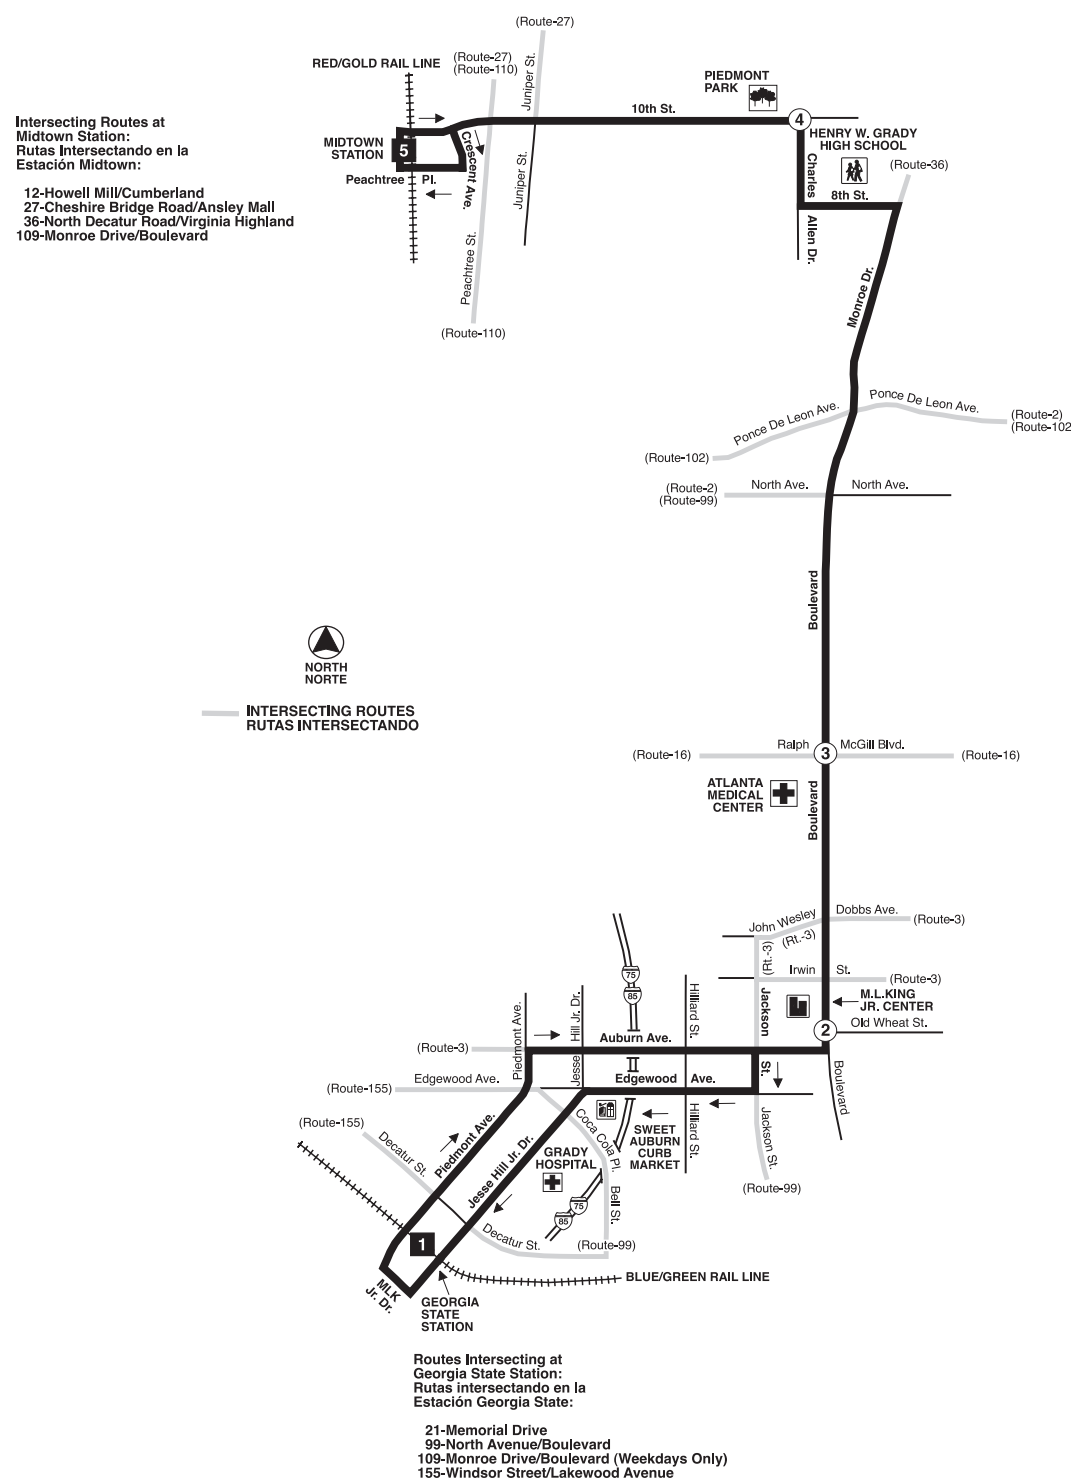 (Route-27)
(Route-27)
(Route-110)
RED/GOLD RAIL LINE
Juniper St.
PIEDMONT
PARK
10th St.
4
Intersecting Routes at
Midtown Station:
Rutas Intersectando en la
Estación Midtown:
12-Howell Mill/Cumberland
27-Cheshire Bridge Road/Ansley Mall
36-North Decatur Road/Virginia Highland
109-Monroe Drive/Boulevard
MIDTOWN
STATION
5
Crescent Ave.
Peachtree Pl.
Juniper St.
Peachtree St.
HENRY W. GRADY
HIGH SCHOOL
(Route-36)
Charles
Allen Dr.
8th St.
Monroe Dr.
(Route-110)
Ponce De Leon Ave.
Ponce De Leon Ave.
(Route-2)
(Route-102
(Route-102)
(Route-2)
(Route-99)
North Ave.
North Ave.
Boulevard
NORTH
NORTE
INTERSECTING ROUTES
RUTAS INTERSECTANDO
(Route-16)
Ralph
3
McGill Blvd.
(Route-16)
ATLANTA
MEDICAL
CENTER
Boulevard
John Wesley
Dobbs Ave.
(Route-3)
(Rt.-3)
(Rt.-3)
Irwin
St.
(Route-3)
75
85
Jackson
M.L.KING
JR. CENTER
2
Old Wheat St.
Piedmont Ave.
Hill Jr. Dr.
Hilliard St.
Auburn Ave.
(Route-3)
Jesse
Edgewood
Ave.
St.
Boulevard
(Route-155)
Edgewood Ave.
(Route-155)
Decatur St.
Piedmont Ave.
Jesse Hill Jr. Dr.
Coca Cola Pl.
SWEET
AUBURN
CURB
MARKET
Hilliard St.
Jackson St.
(Route-99)
GRADY
HOSPITAL
75
85
Bell St.
Decatur St.
(Route-99)
1
BLUE/GREEN RAIL LINE
MLK
Jr. Dr.
GEORGIA
STATE
STATION
Routes Intersecting at
Georgia State Station:
Rutas intersectando en la
Estación Georgia State:
21-Memorial Drive
99-North Avenue/Boulevard
109-Monroe Drive/Boulevard (Weekdays Only)
155-Windsor Street/Lakewood Avenue